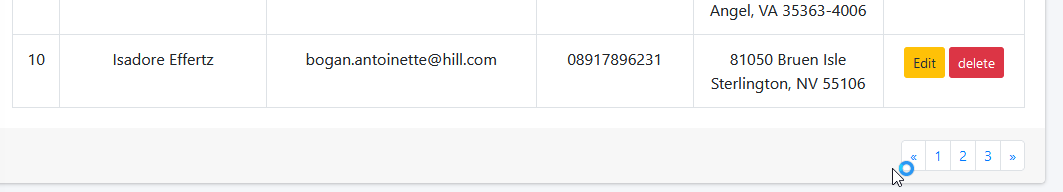 Angel, VA 35363-4006
10 Isadore Effertz bogan.antoinette@hill.com 08917896231 81050 Bruen Isle Edit delete
Sterlington, NV 55106
« 1 2 3 »